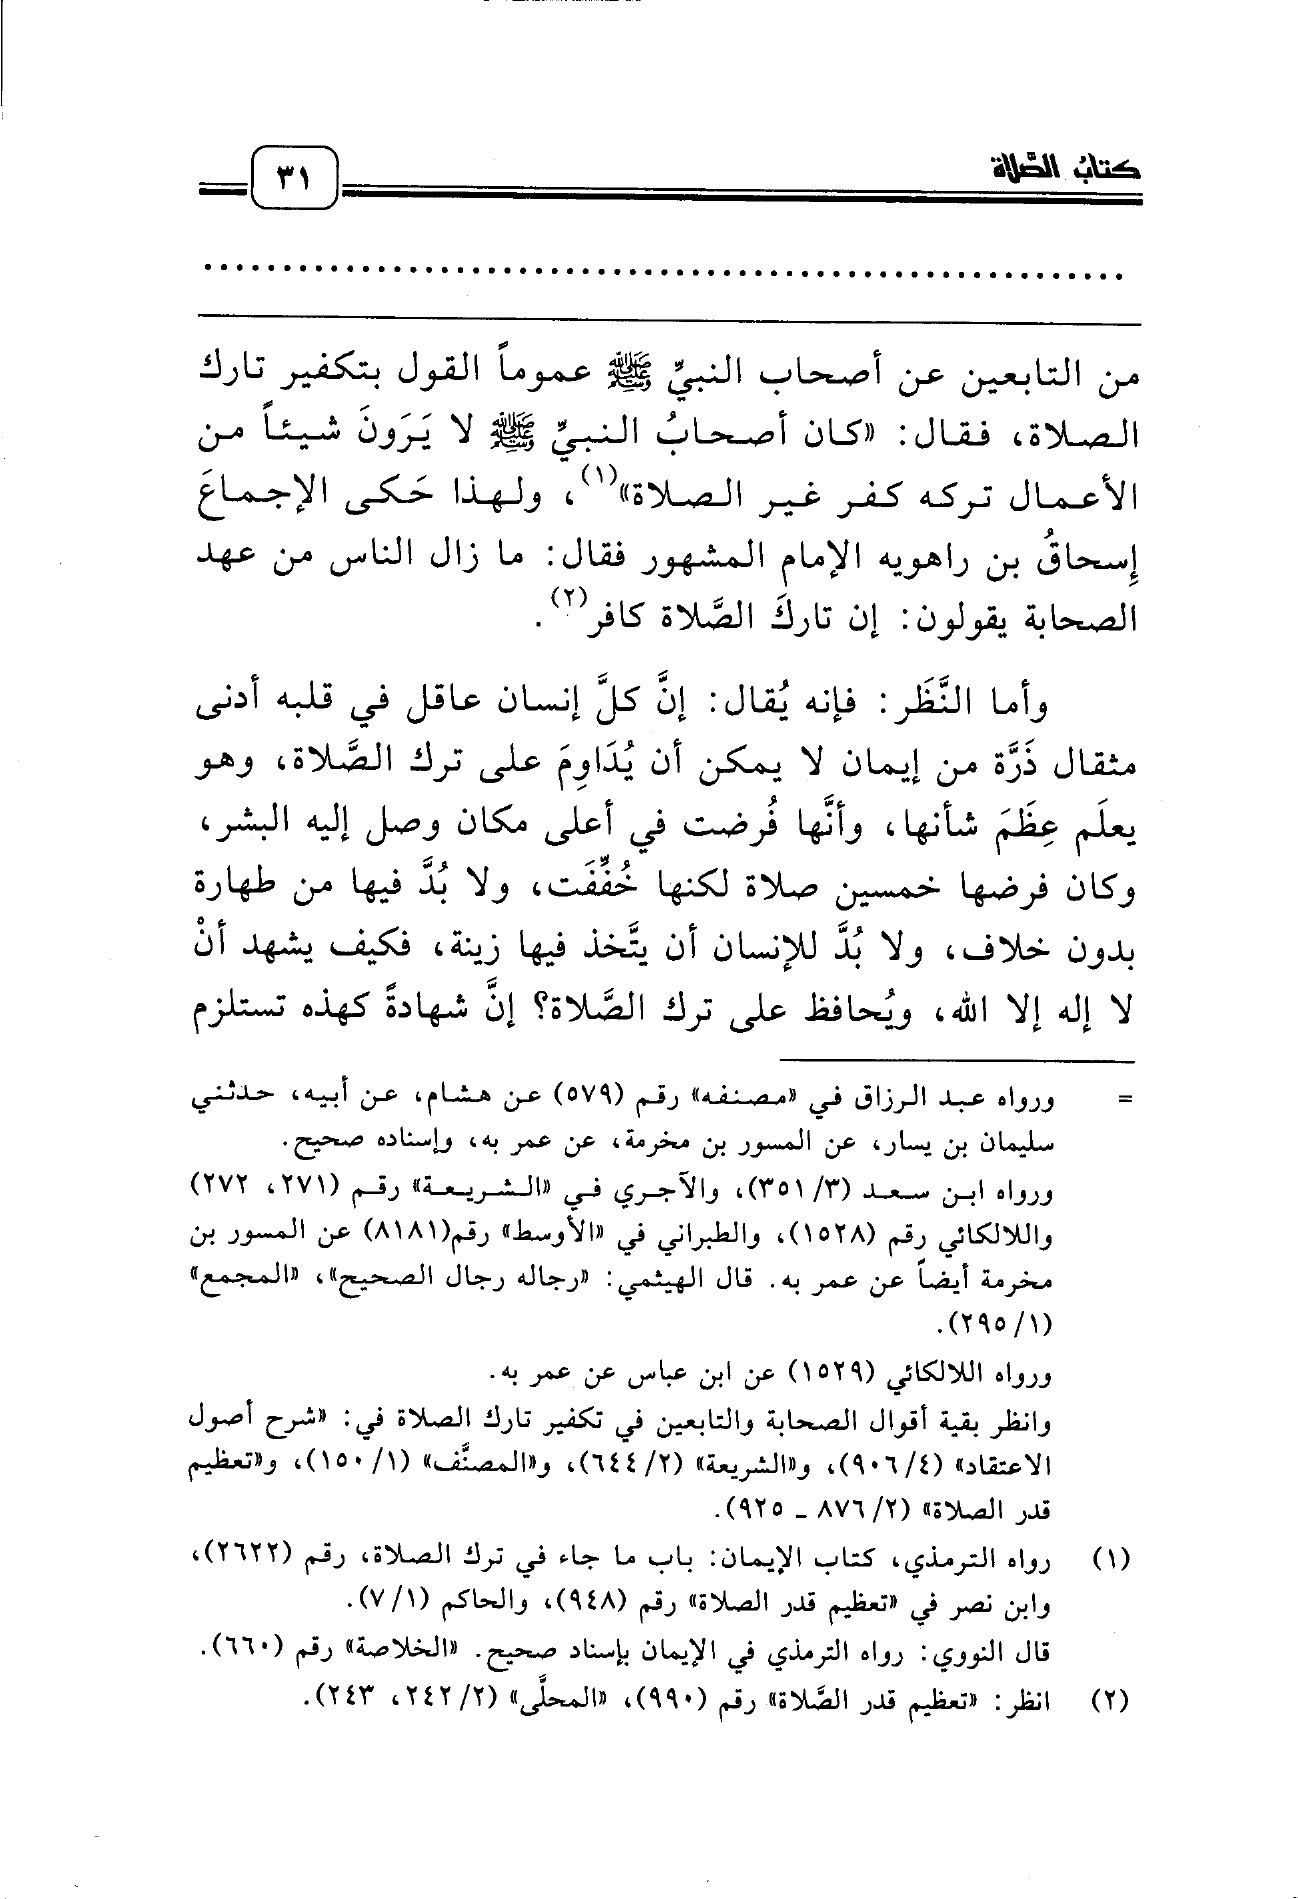 كتابُ الصَّلاة
٣١
................................................................
من التابعين عن أصحاب النبيِّ ﷺ عموماً القول بتكفير تارك
الصلاة، فقال: «كان أصحابُ النبيِّ ﷺ لا يَرَونَ شيئاً من
الأعمال تركه كفر غير الصلاة»(١)، ولهذا حَكى الإجماعَ
إسحاقُ بن راهويه الإمام المشهور فقال: ما زال الناس من عهد
الصحابة يقولون: إن تاركَ الصَّلاة كافر(٢).
وأما النَّظَر: فإنه يُقال: إنَّ كلَّ إنسان عاقل في قلبه أدنى
مثقال ذَرَّة من إيمان لا يمكن أن يُدَاوِمَ على ترك الصَّلاة، وهو
يعلَم عِظَمَ شأنها، وأنَّها فُرضت في أعلى مكان وصل إليه البشر،
وكان فرضها خمسين صلاة لكنها خُفِّفَت، ولا بُدَّ فيها من طهارة
بدون خلاف، ولا بُدَّ للإنسان أن يتَّخذ فيها زينة، فكيف يشهد أنْ
لا إله إلا الله، ويُحافظ على ترك الصَّلاة؟ إنَّ شهادةً كهذه تستلزم
= ورواه عبد الرزاق في «مصنفه» رقم (٥٧٩) عن هشام، عن أبيه، حدثني
سليمان بن يسار، عن المسور بن مخرمة، عن عمر به، وإسناده صحيح.
ورواه ابن سعد (٣/ ٣٥١)، والآجري في «الشريعة» رقم (٢٧١، ٢٧٢)
واللالكائي رقم (١٥٢٨)، والطبراني في «الأوسط» رقم(٨١٨١) عن المسور بن
مخرمة أيضاً عن عمر به. قال الهيثمي: «رجاله رجال الصحيح»، «المجمع»
(١/ ٢٩٥).
ورواه اللالكائي (١٥٢٩) عن ابن عباس عن عمر به.
وانظر بقية أقوال الصحابة والتابعين في تكفير تارك الصلاة في: «شرح أصول
الاعتقاد» (٤/ ٩٠٦)، و«الشريعة» (٢/ ٦٤٤)، و«المصنَّف» (١/ ١٥٠)، و«تعظيم
قدر الصلاة» (٢/ ٨٧٦ ـ ٩٢٥).
(١) رواه الترمذي، كتاب الإيمان: باب ما جاء في ترك الصلاة، رقم (٢٦٢٢)،
وابن نصر في «تعظيم قدر الصلاة» رقم (٩٤٨)، والحاكم (١/ ٧).
قال النووي: رواه الترمذي في الإيمان بإسناد صحيح. «الخلاصة» رقم (٦٦٠).
(٢) انظر: «تعظيم قدر الصَّلاة» رقم (٩٩٠)، «المحلَّى» (٢/ ٢٤٢، ٢٤٣).